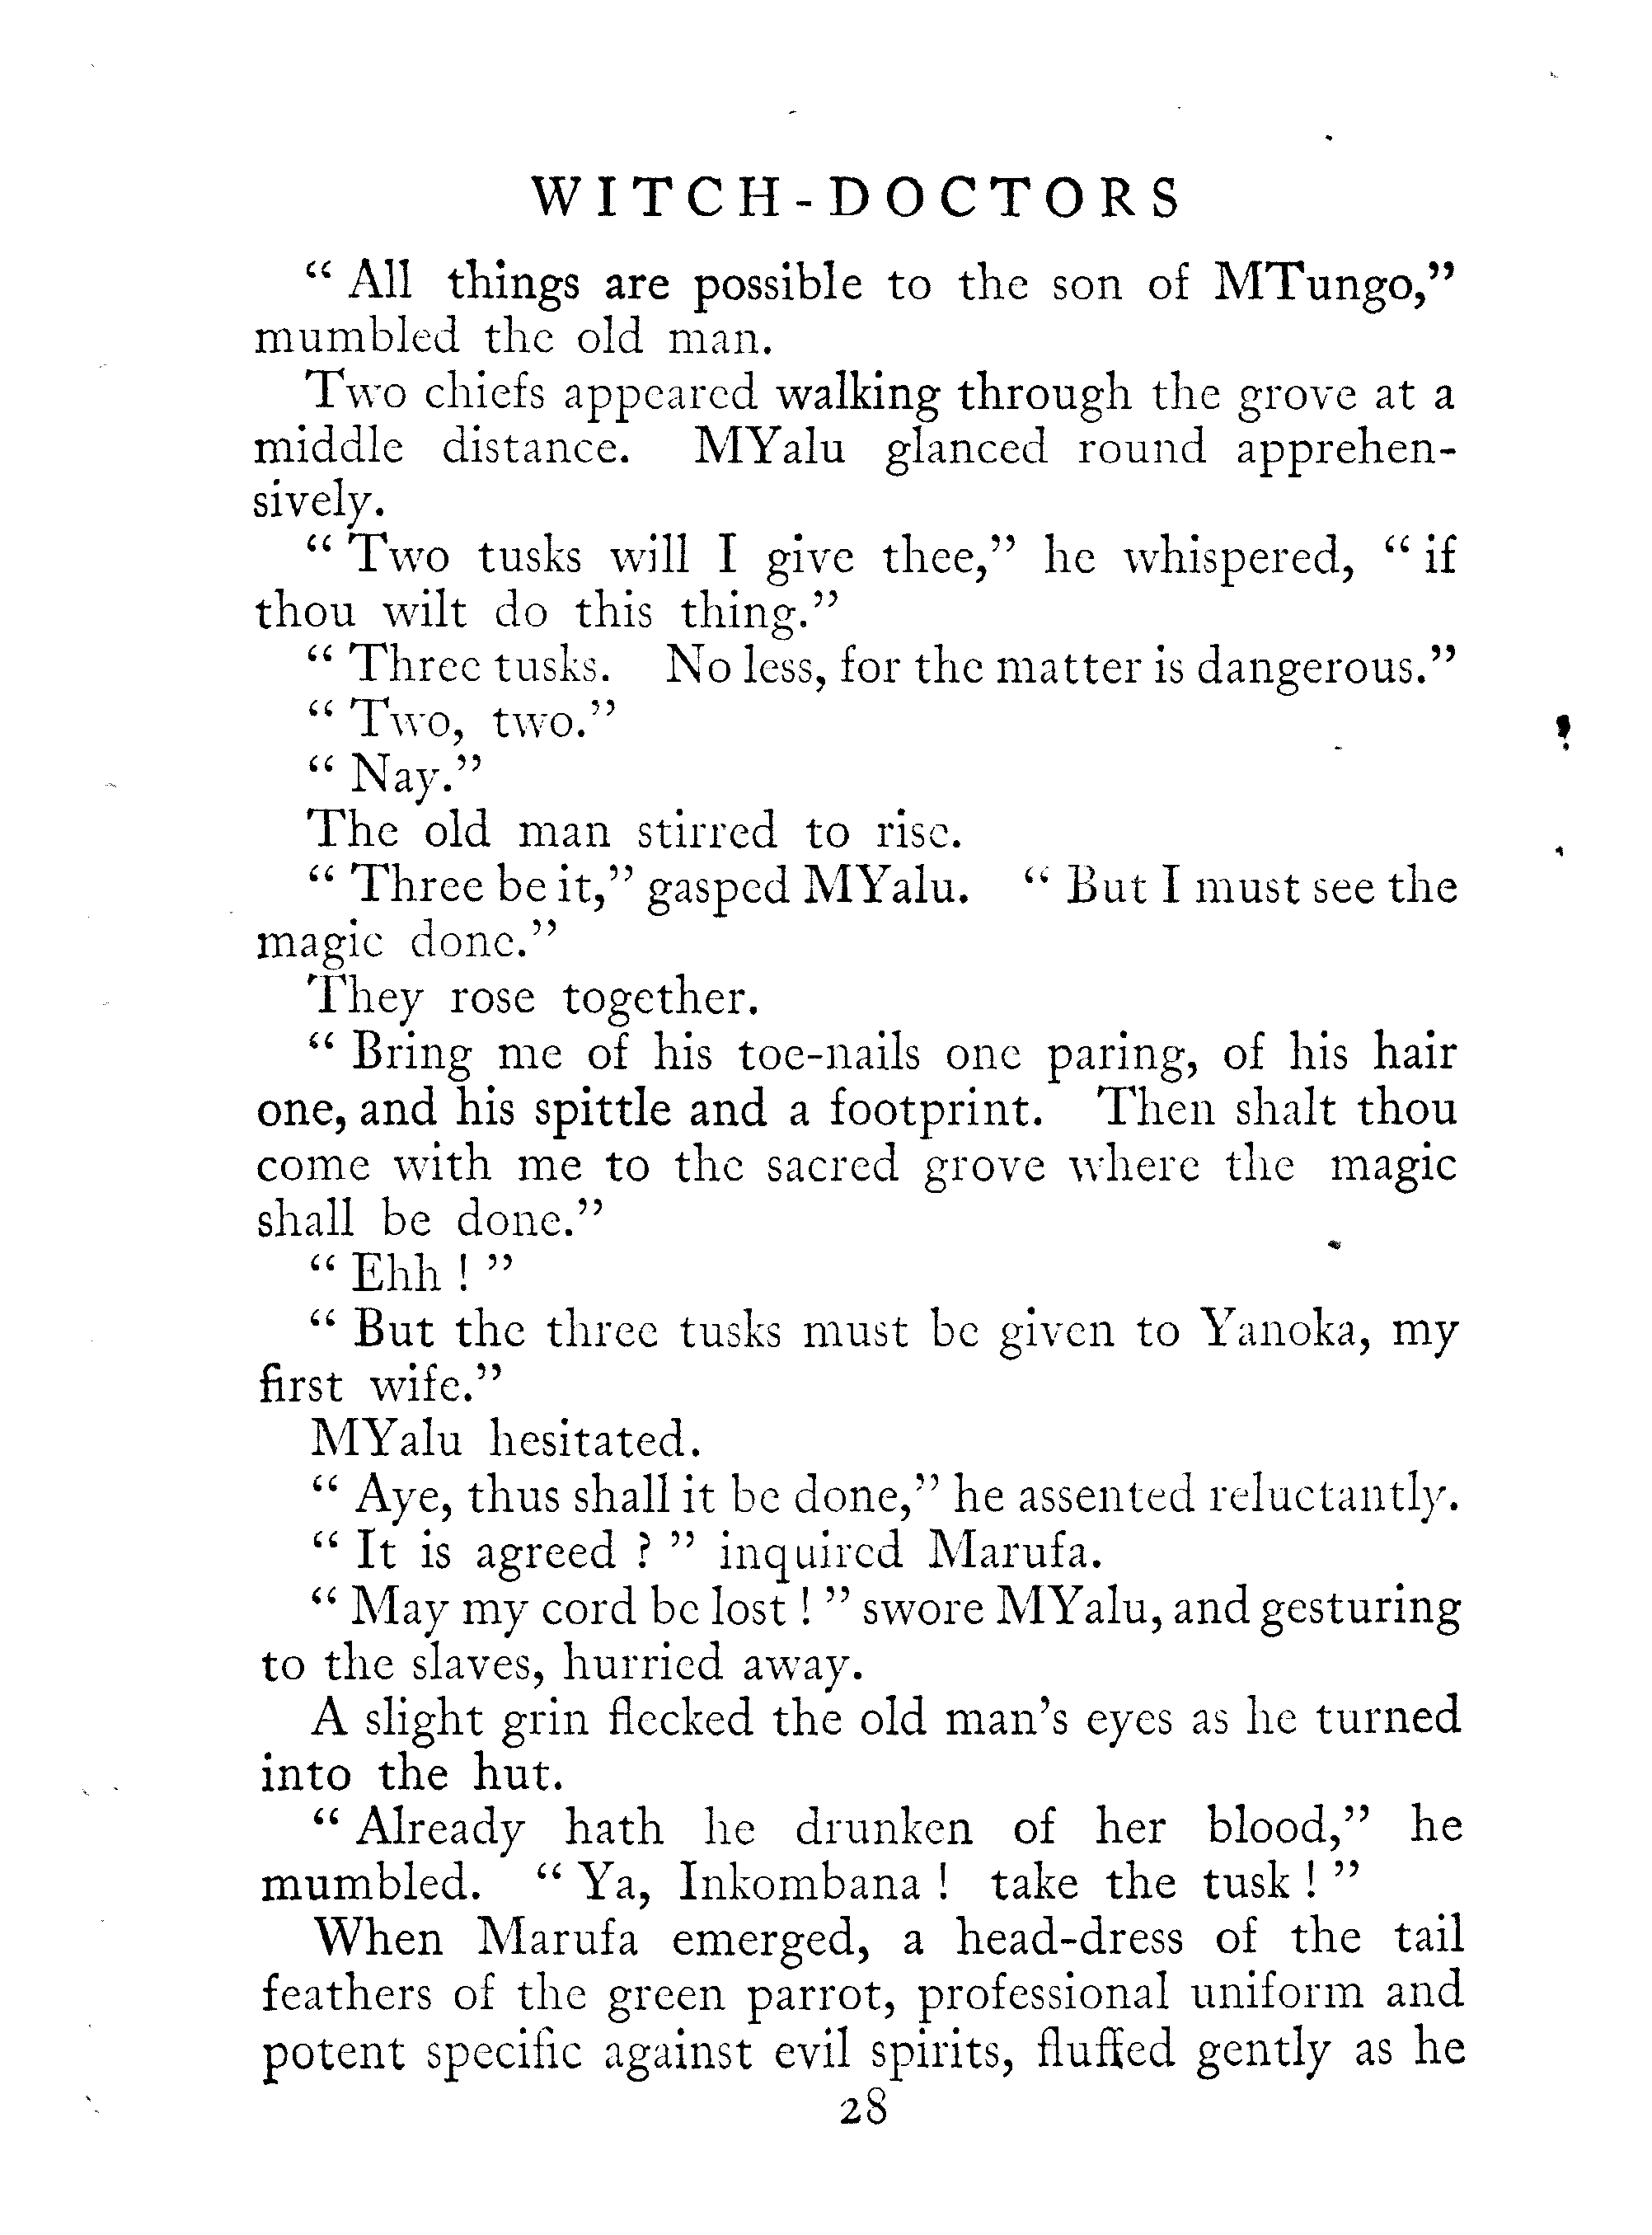 WITCH-DOCTORS
“ All things are possible to the son of MTungo,”
mumbled the old man.
Two chiefs appeared walking through the grove at a
middle distance. MYalu glanced round apprehen-
sively.
“ Two tusks will I give thee,” he whispered, “ if
thou wilt do this thing.”
“ Three tusks. No less, for the matter is dangerous.”
“ Two, two.”
“ Nay.”
The old man stirred to rise.
“ Three be it,” gasped MYalu. “ But I must see the
magic done.”
They rose together.
“ Bring me of his toe-nails one paring, of his hair
one, and his spittle and a footprint. Then shalt thou
come with me to the sacred grove where the magic
shall be done.”
“ Ehh ! ”
“ But the three tusks must be given to Yanoka, my
first wife.”
MYalu hesitated.
“ Aye, thus shall it be done,” he assented reluctantly.
“ It is agreed ? ” inquired Marufa.
“ May my cord be lost ! ” swore MYalu, and gesturing
to the slaves, hurried away.
A slight grin flecked the old man’s eyes as he turned
into the hut.
“ Already hath he drunken of her blood,” he
mumbled. “ Ya, Inkombana ! take the tusk ! ”
When Marufa emerged, a head-dress of the tail
feathers of the green parrot, professional uniform and
potent specific against evil spirits, fluffed gently as he
28